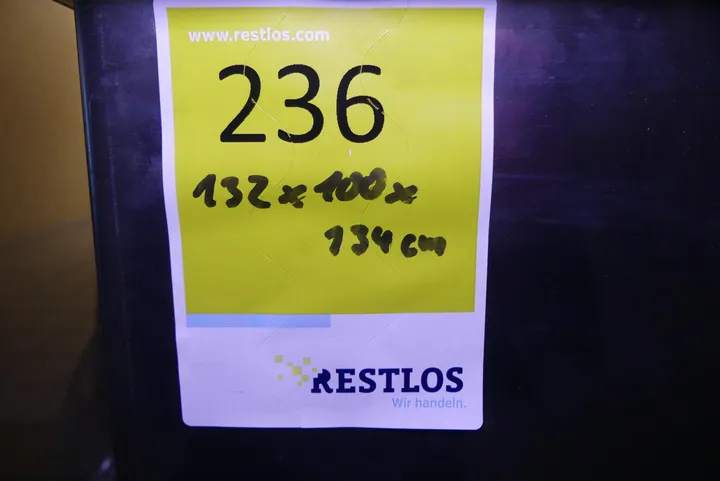 www.restlos.com
236
132 x 100 x
134 cm
RESTLOS
Wir handeln.